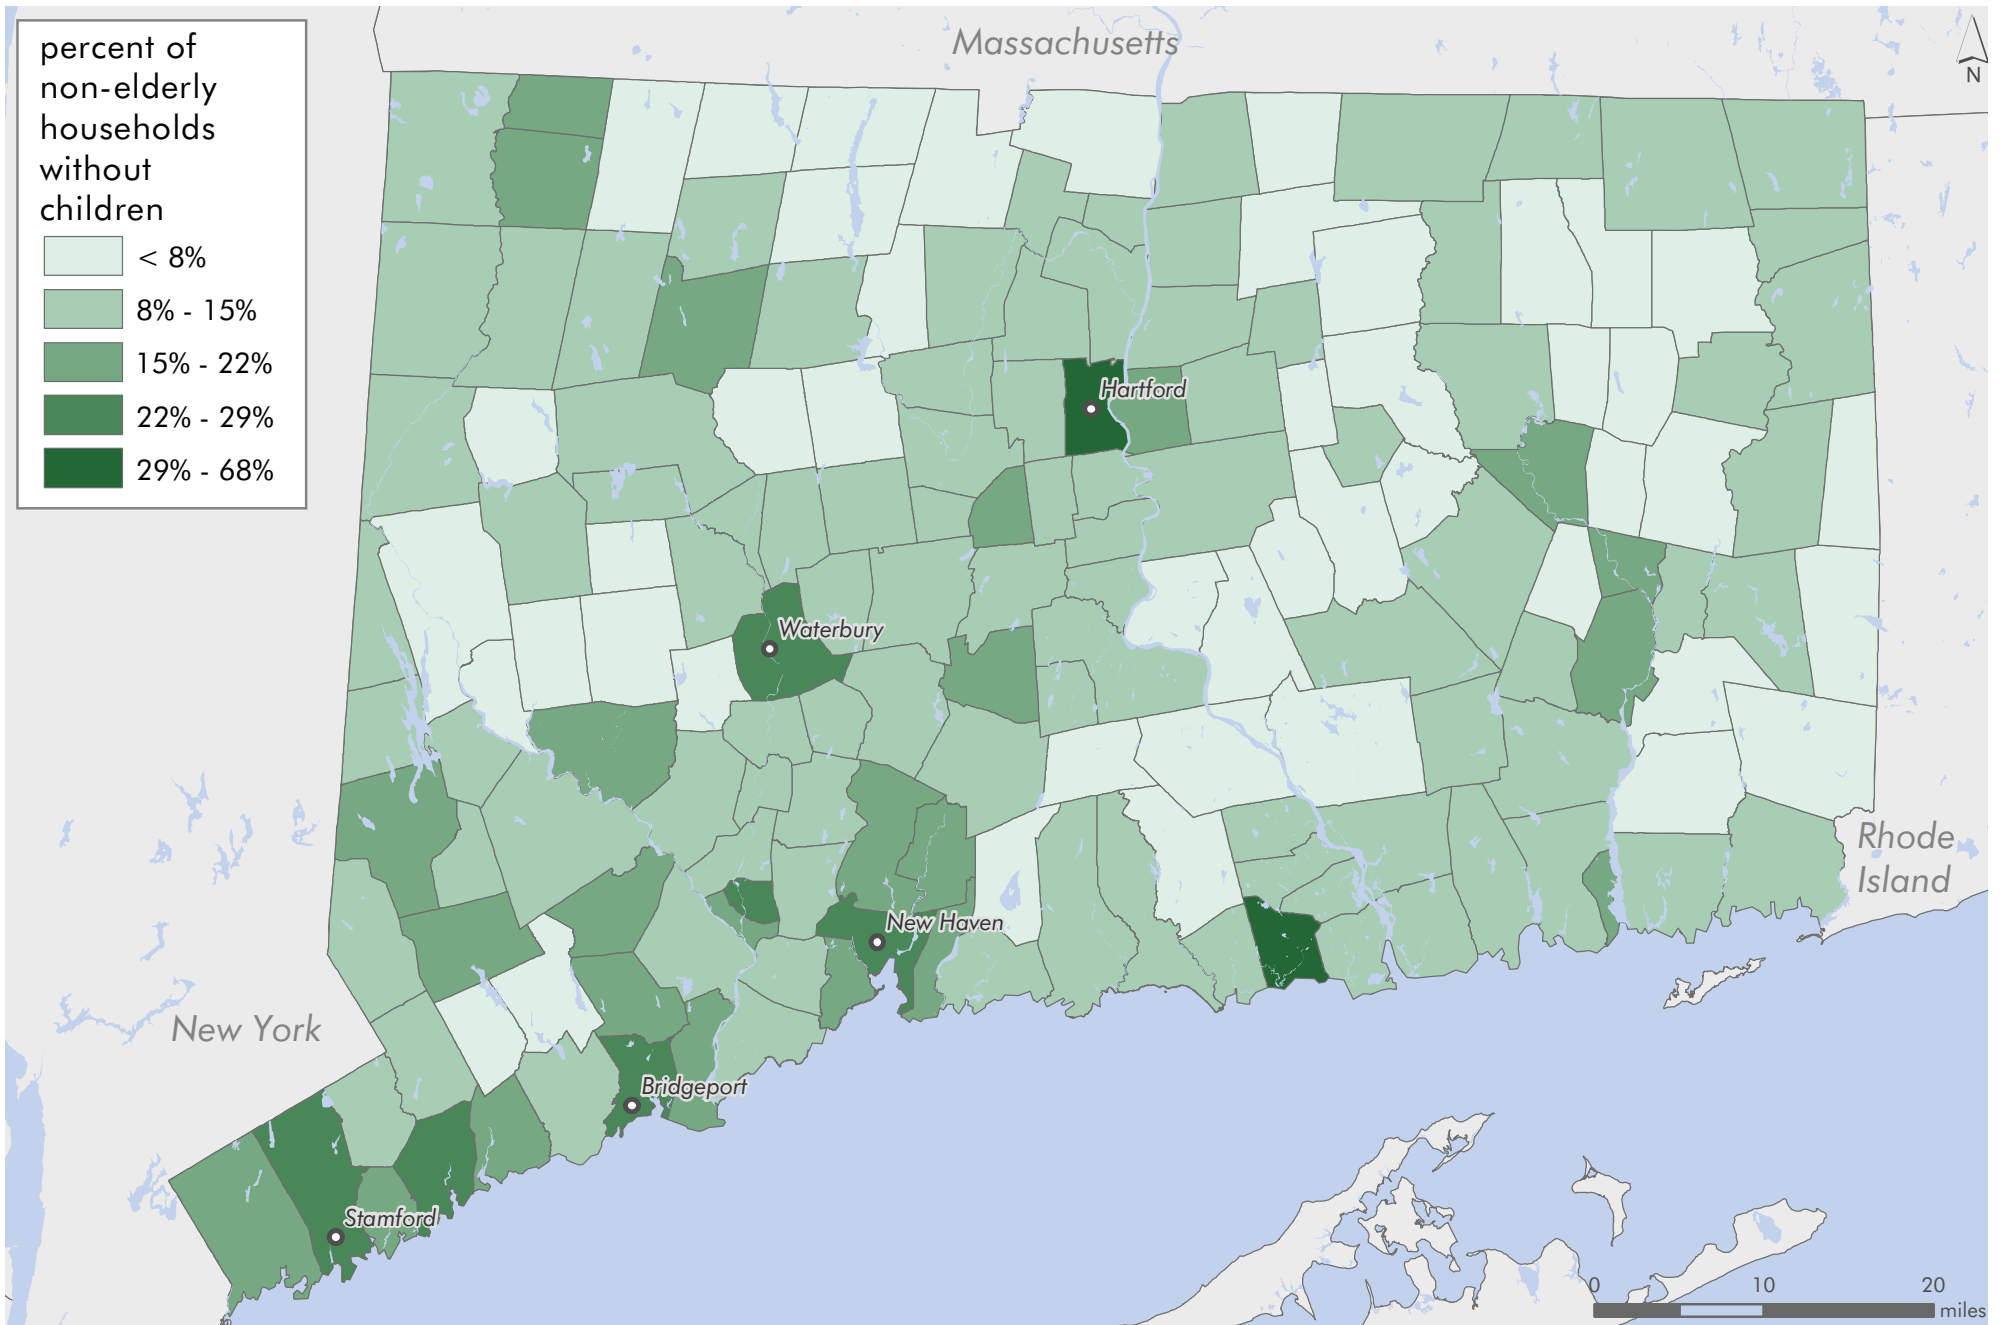 percent of
non-elderly
households
without
children
< 8%
8% - 15%
15% - 22%
22% - 29%
29% - 68%
Massachusetts
N
Hartford
Waterbury
New Haven
Rhode
Island
New York
Bridgeport
Stamford
0 10 20
miles